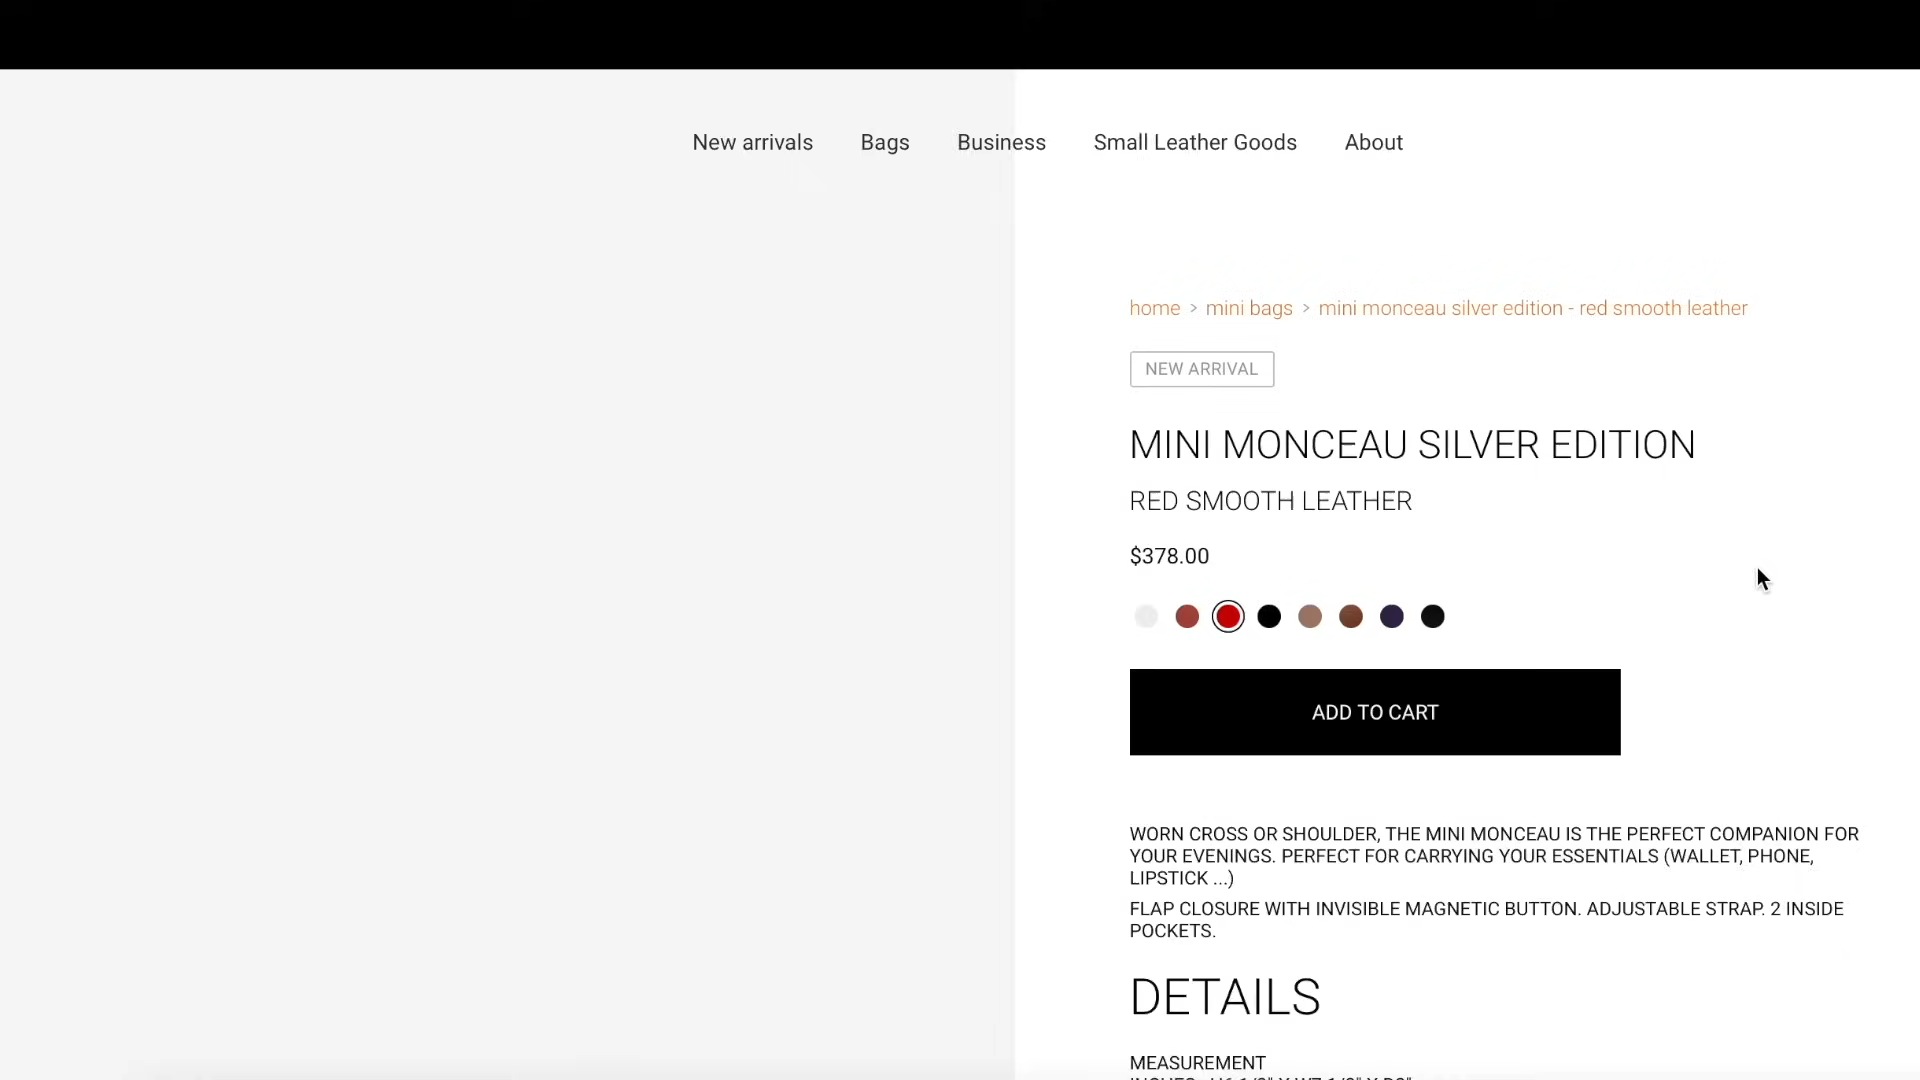 New arrivals Bags Business Small Leather Goods About
home > mini bags > mini monceau silver edition - red smooth leather
NEW ARRIVAL
MINI MONCEAU SILVER EDITION
RED SMOOTH LEATHER
$378.00
ADD TO CART
WORN CROSS OR SHOULDER, THE MINI MONCEAU IS THE PERFECT COMPANION FOR
YOUR EVENINGS. PERFECT FOR CARRYING YOUR ESSENTIALS (WALLET, PHONE,
LIPSTICK ...)
FLAP CLOSURE WITH INVISIBLE MAGNETIC BUTTON. ADJUSTABLE STRAP. 2 INSIDE
POCKETS.
DETAILS
MEASUREMENT